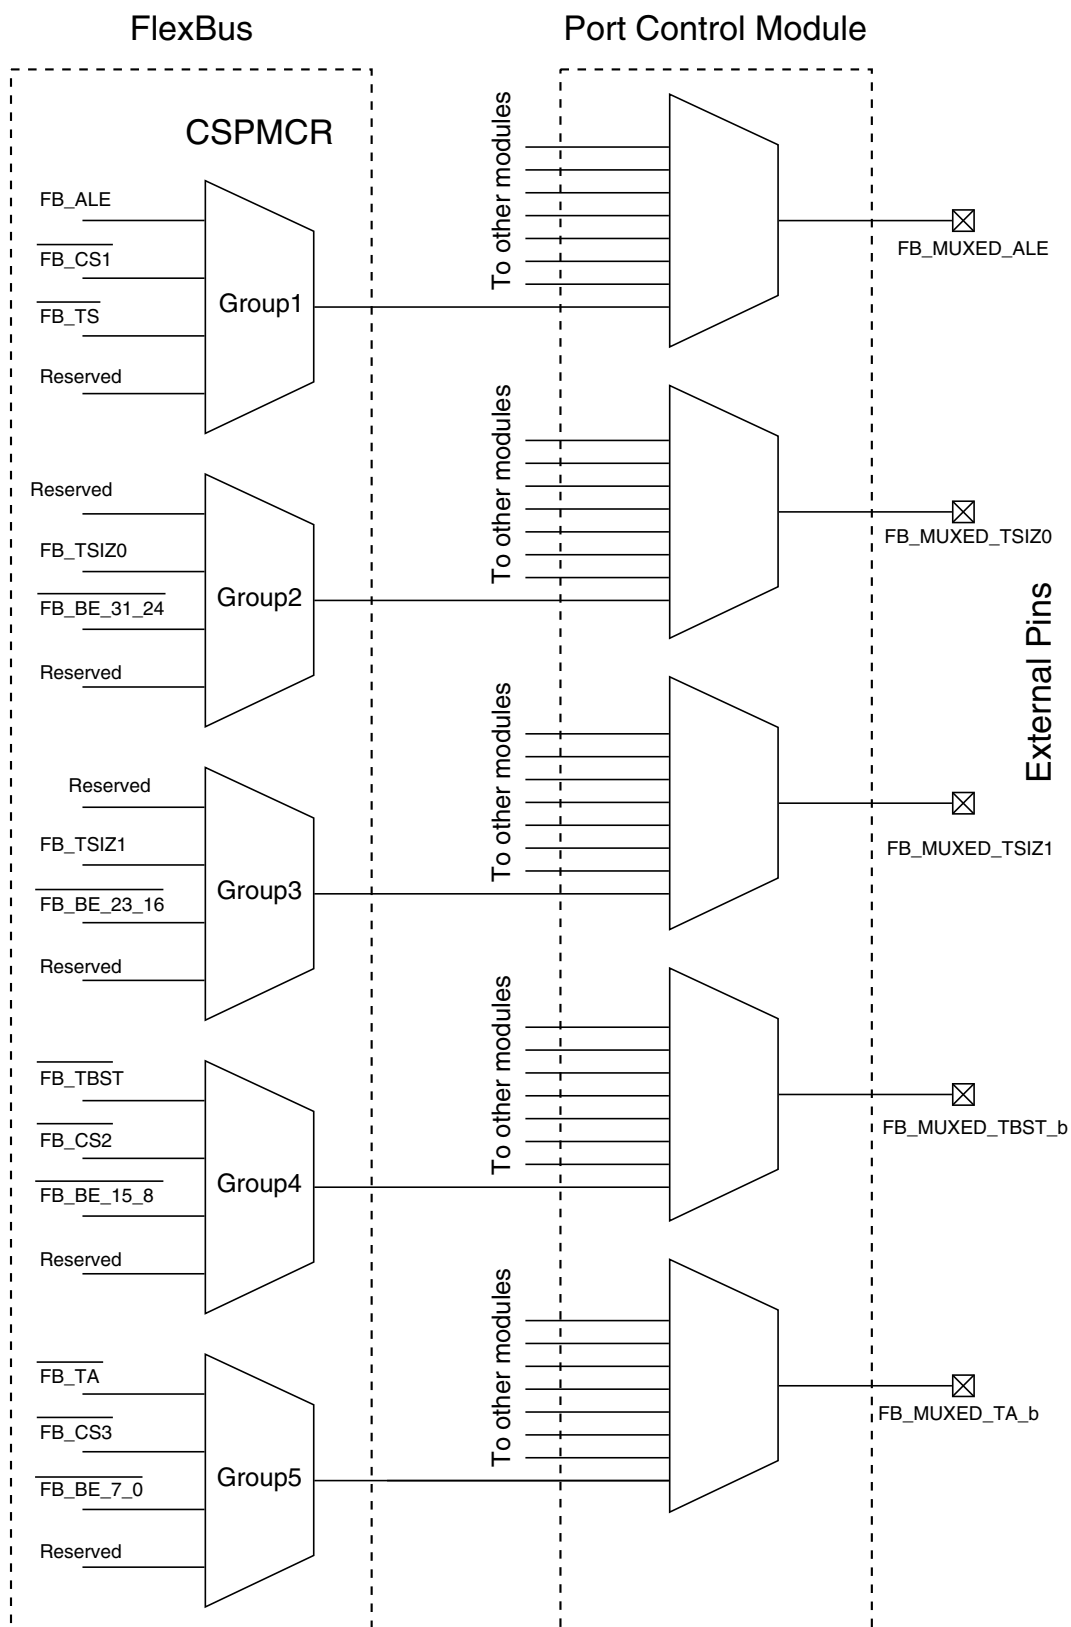 FlexBus
Port Control Module
CSPMCR
FB_ALE
FB_CS1
FB_TS
Reserved
Group1
To other modules
FB_MUXED_ALE
Reserved
FB_TSIZ0
FB_BE_31_24
Reserved
Group2
To other modules
FB_MUXED_TSIZ0
External Pins
Reserved
FB_TSIZ1
FB_BE_23_16
Reserved
Group3
To other modules
FB_MUXED_TSIZ1
FB_TBST
FB_CS2
FB_BE_15_8
Reserved
Group4
To other modules
FB_MUXED_TBST_b
FB_TA
FB_CS3
FB_BE_7_0
Reserved
Group5
To other modules
FB_MUXED_TA_b